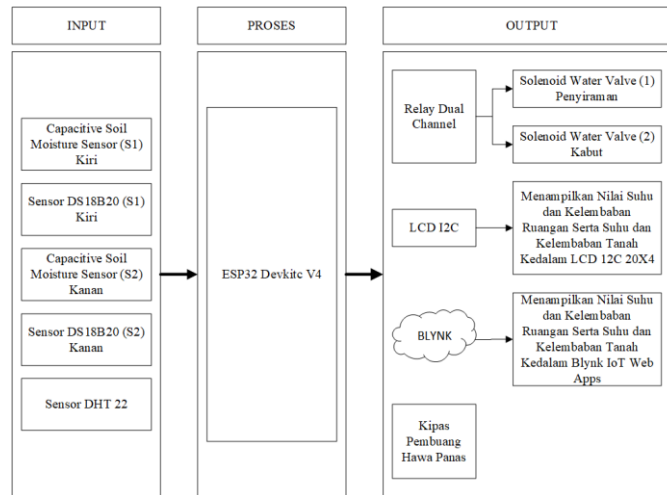 INPUT
PROSES
OUTPUT
Capacitive Soil
Moisture Sensor (S1)
Kiri
Sensor DS18B20 (S1)
Kiri
Capacitive Soil
Moisture Sensor (S2)
Kanan
Sensor DS18B20 (S2)
Kanan
Sensor DHT 22
ESP32 Devkitc V4
Relay Dual
Channel
Solenoid Water Valve (1)
Penyiraman
Solenoid Water Valve (2)
Kabut
LCD I2C
Menampilkan Nilai Suhu
dan Kelembaban
Ruangan Serta Suhu dan
Kelembaban Tanah
Kedalam LCD 12C 20X4
BLYNK
Menampilkan Nilai Suhu
dan Kelembaban
Ruangan Serta Suhu dan
Kelembaban Tanah
Kedalam Blynk IoT Web
Apps
Kipas
Pembuang
Hawa Panas